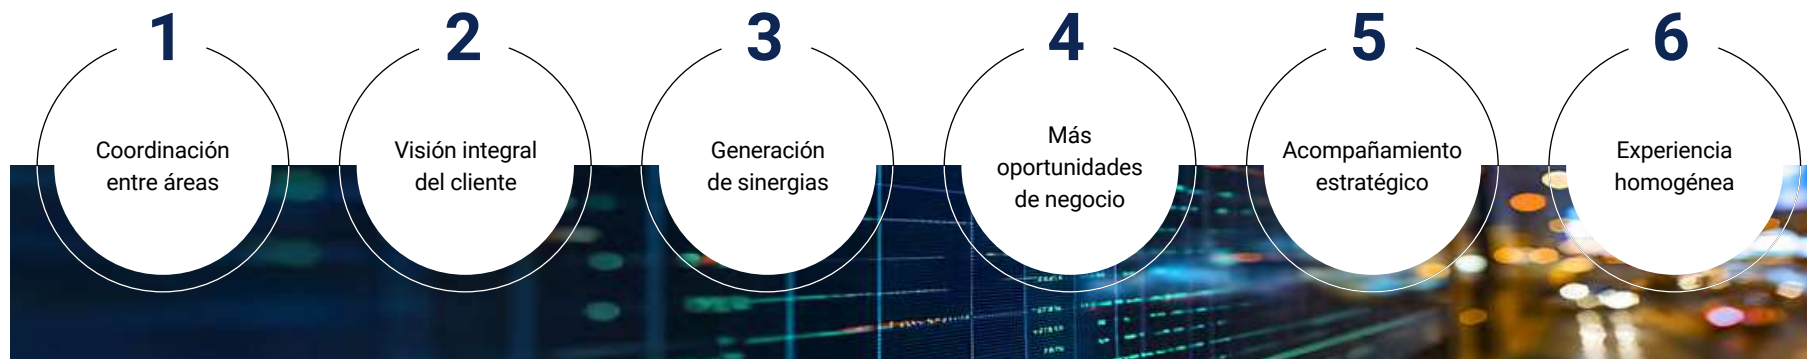 1
Coordinación
entre áreas
2
Visión integral
del cliente
3
Generación
de sinergias
4
Más
oportunidades
de negocio
5
Acompañamiento
estratégico
6
Experiencia
homogénea